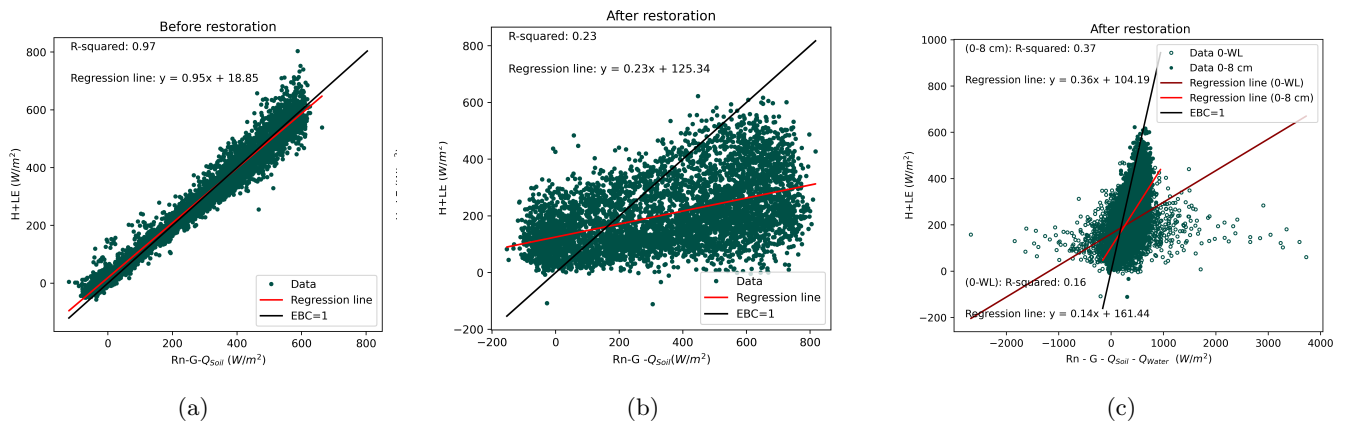 Before restoration
R-squared: 0.97
Regression line: y = 0.95x + 18.85
800
600
400
200
0
H+LE (W/m²)
Data
Regression line
EBC=1
0 200 400 600 800
Rn-G-Q_Soil (W/m²)
(a)
After restoration
R-squared: 0.23
Regression line: y = 0.23x + 125.34
800
600
400
200
0
−200
H+LE (W/m²
Data
Regression line
EBC=1
−200 0 200 400 600 800
Rn-G -Q_Soil(W/m²)
(b)
After restoration
(0-8 cm): R-squared: 0.37
Regression line: y = 0.36x + 104.19
Data 0-WL
Data 0-8 cm
Regression line (0-WL)
Regression line (0-8 cm)
EBC=1
1000
800
600
400
200
0
−200
H+LE (W/m²)
(0-WL): R-squared: 0.16
Regression line: y = 0.14x + 161.44
−2000 −1000 0 1000 2000 3000 4000
Rn - G - Q_Soil - Q_Water (W/m²)
(c)